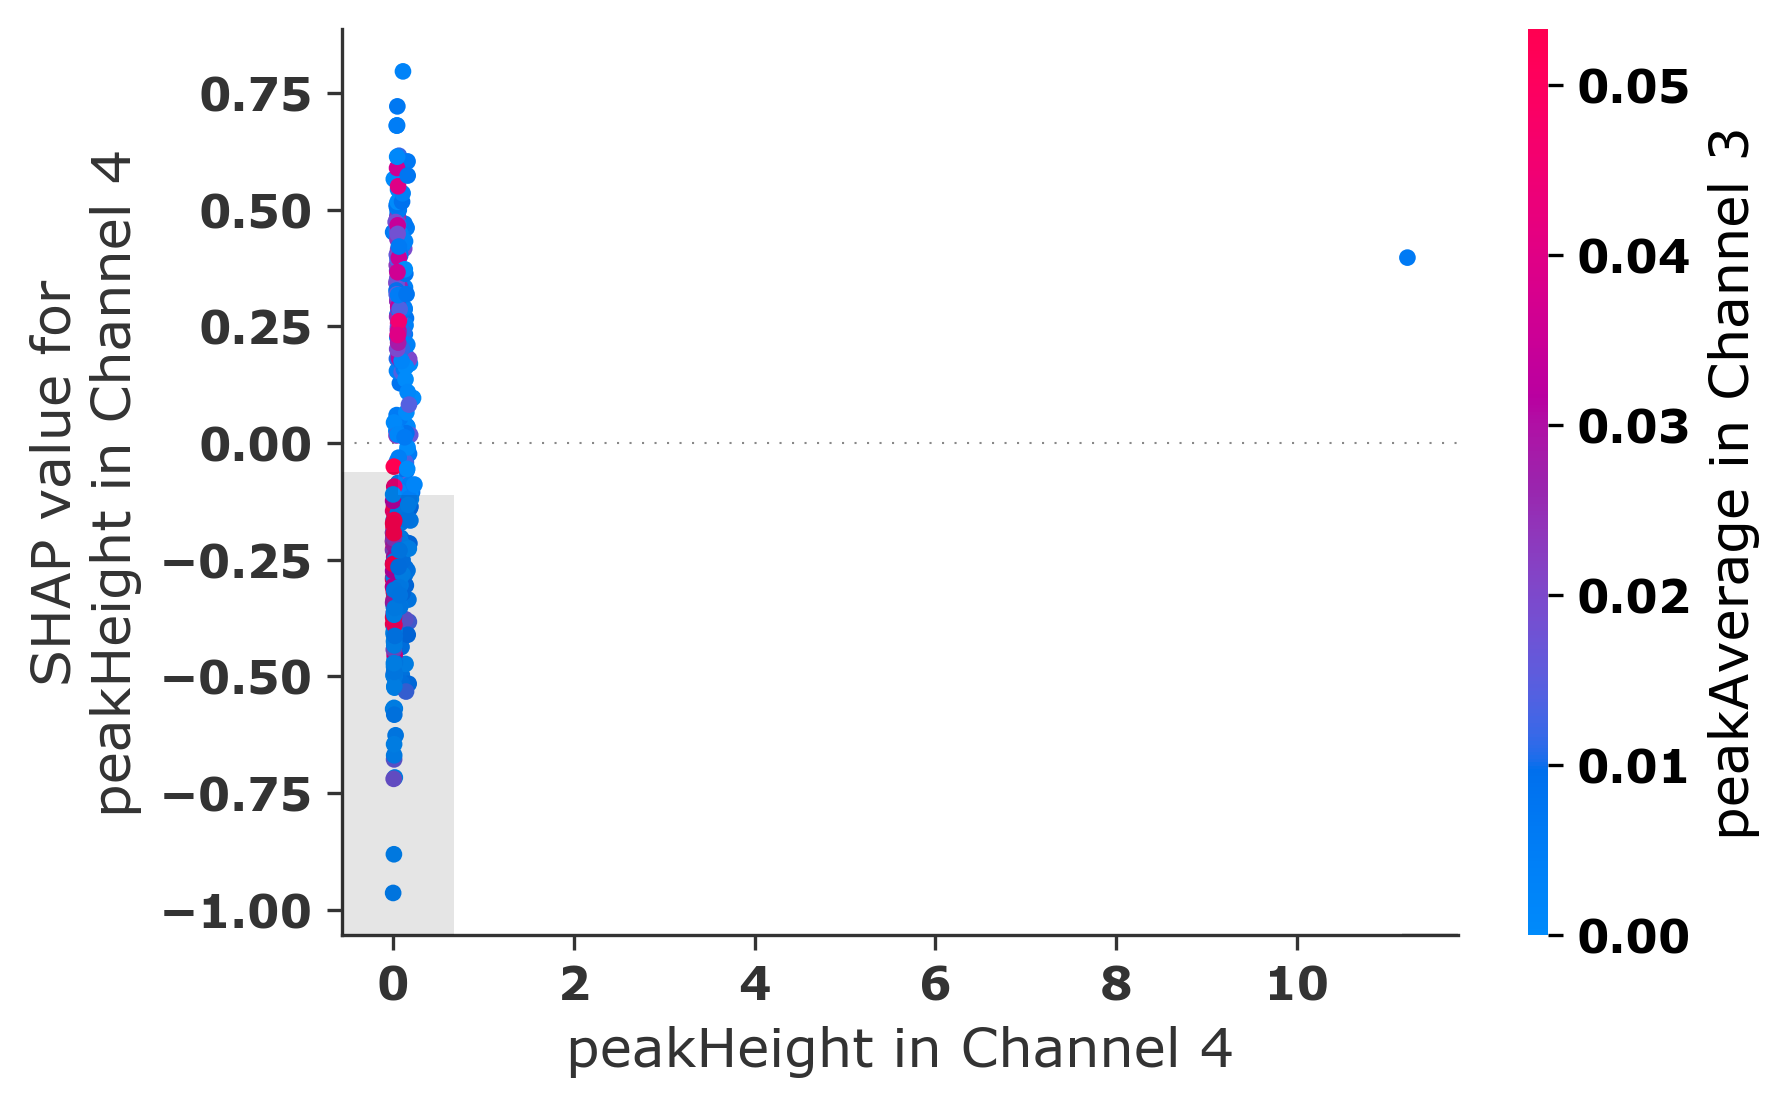 SHAP value for
peakHeight in Channel 4
0.75
0.50
0.25
0.00
−0.25
−0.50
−0.75
−1.00
0 2 4 6 8 10
peakHeight in Channel 4
0.05
0.04
0.03
0.02
0.01
0.00
peakAverage in Channel 3